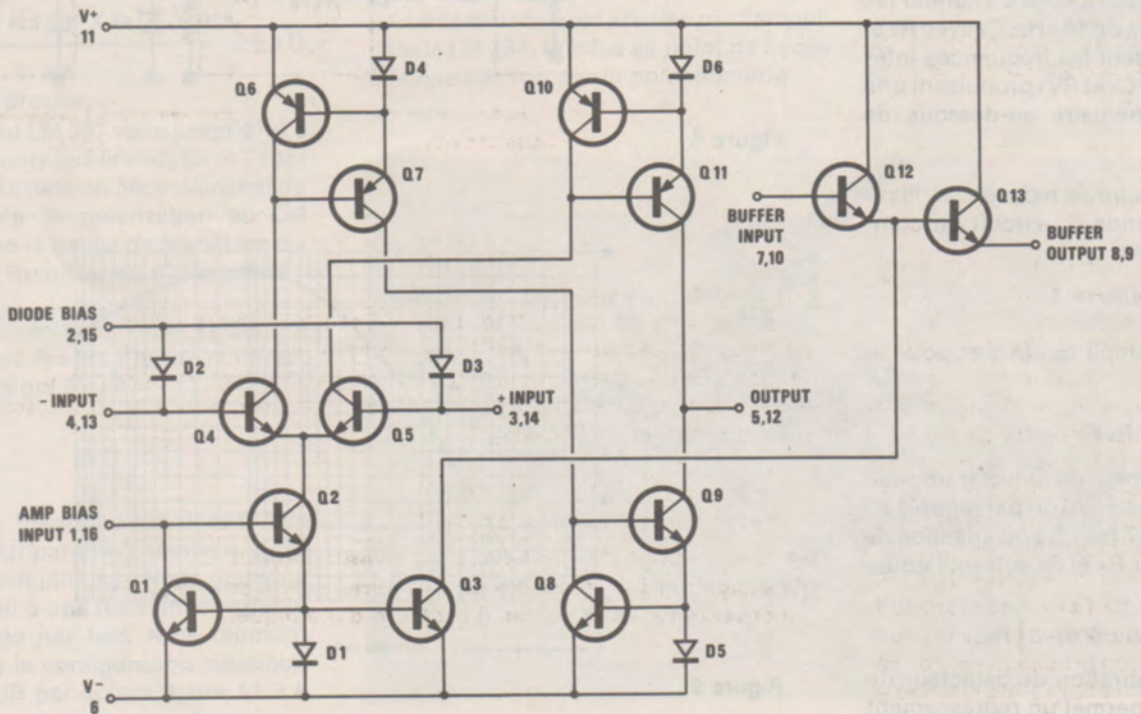 V+
11
D4
D6
Q6
Q10
Q7
Q11
Q12
Q13
BUFFER
INPUT
7,10
BUFFER
OUTPUT 8,9
DIODE BIAS
2,15
D2
D3
– INPUT
4,13
+ INPUT
3,14
OUTPUT
5,12
Q4
Q5
AMP BIAS
INPUT 1,16
Q2
Q9
Q1
Q3
Q8
D1
D5
V–
6